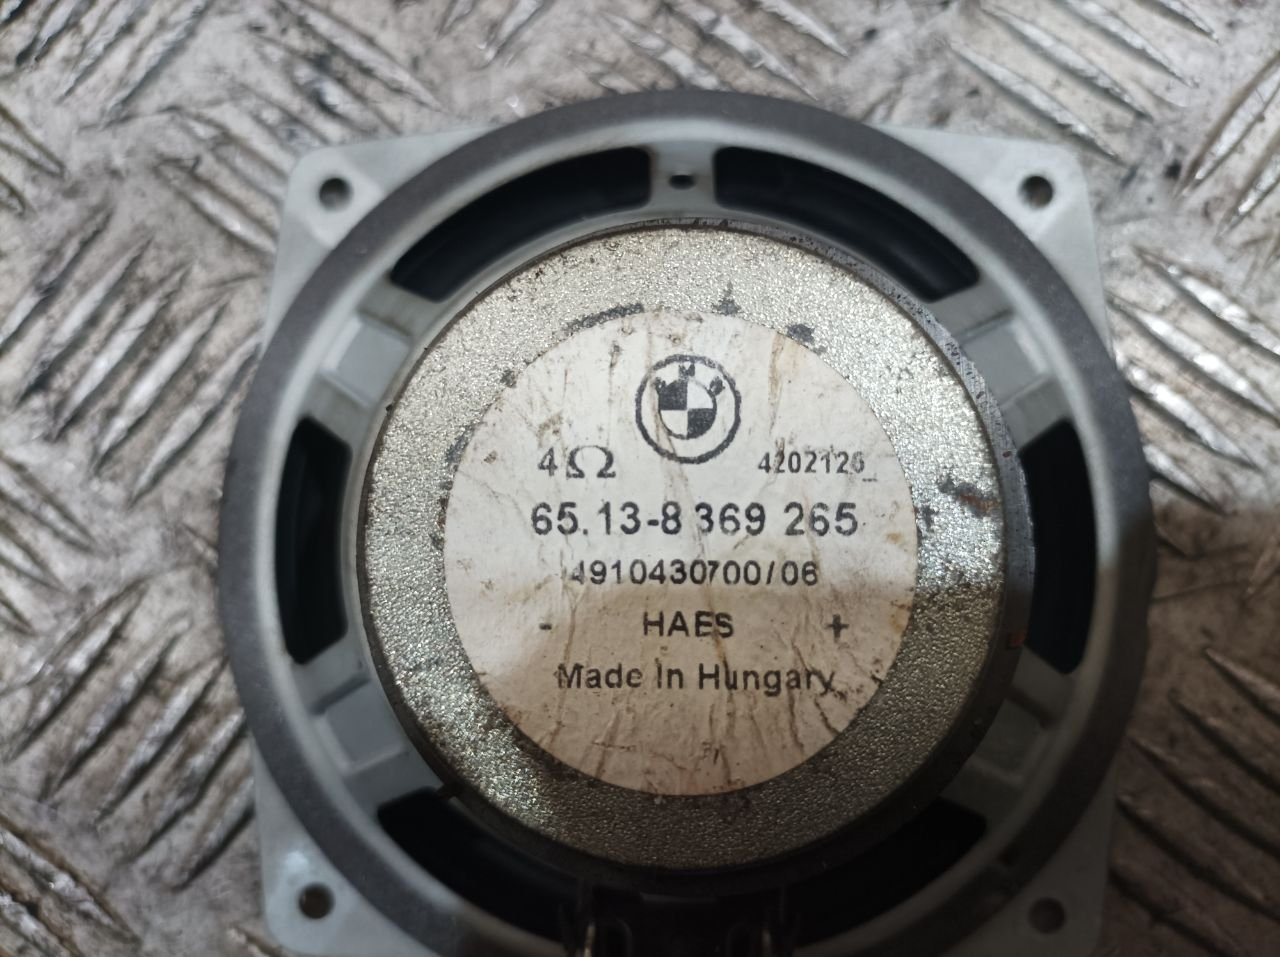 4Ω 4202126
65.13-8 369 265
4910430700/06
- HAES +
Made In Hungary